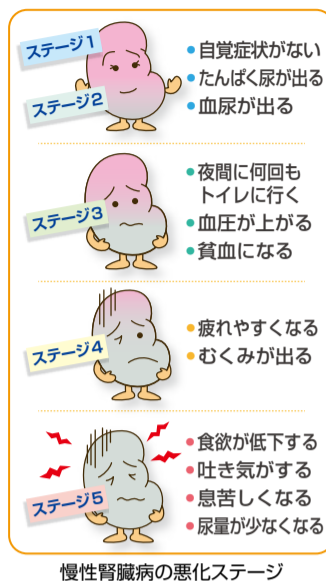 ステージ1
ステージ2
●自覚症状がない
●たんぱく尿が出る
●血尿が出る
ステージ3
●夜間に何回も
トイレに行く
●血圧が上がる
●貧血になる
ステージ4
●疲れやすくなる
●むくみが出る
ステージ5
●食欲が低下する
●吐き気がする
●息苦しくなる
●尿量が少なくなる
慢性腎臓病の悪化ステージ